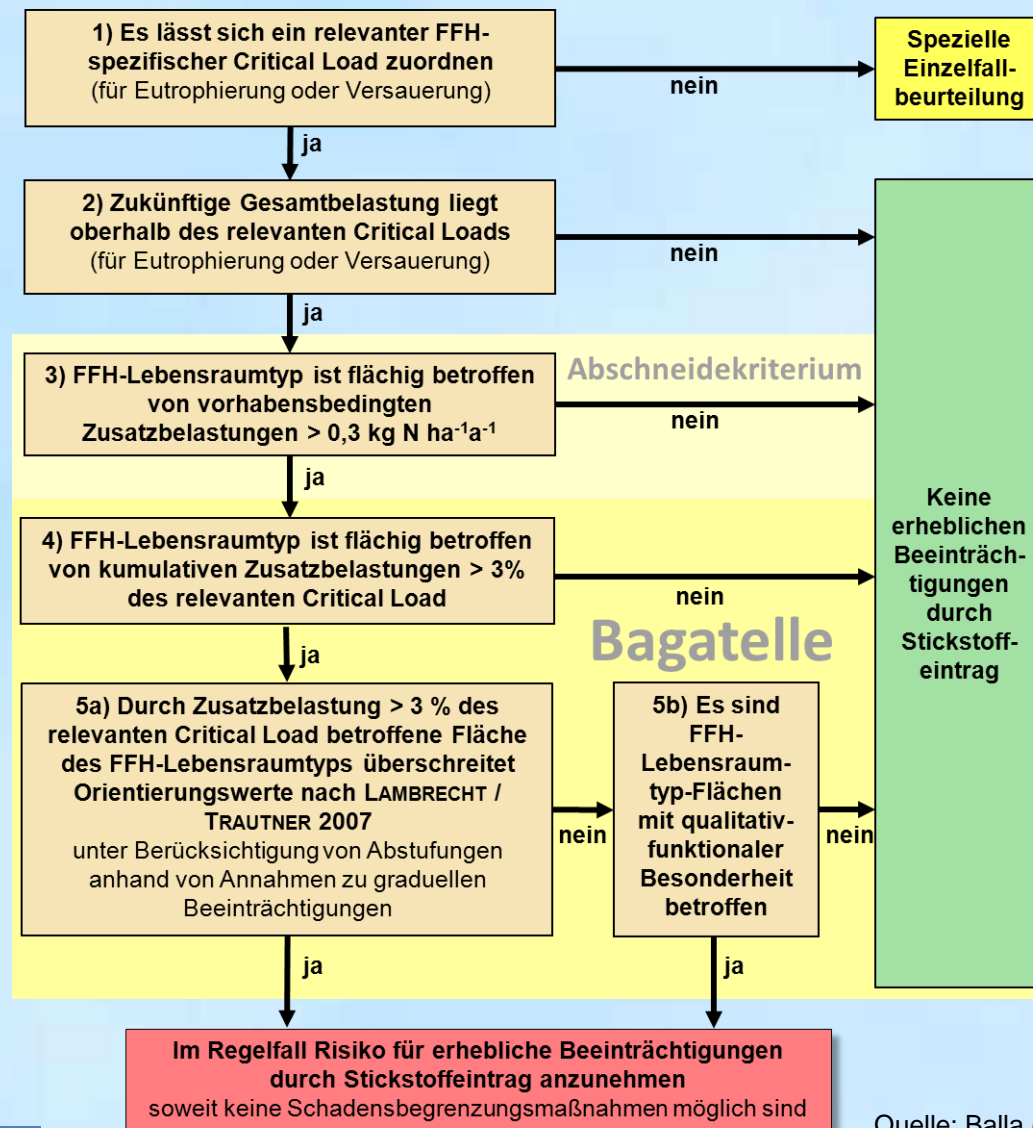 1) Es lässt sich ein relevanter FFH-
spezifischer Critical Load zuordnen
(für Eutrophierung oder Versauerung)
nein
Spezielle
Einzelfall-
beurteilung
ja
2) Zukünftige Gesamtbelastung liegt
oberhalb des relevanten Critical Loads
(für Eutrophierung oder Versauerung)
nein
ja
3) FFH-Lebensraumtyp ist flächig betroffen
von vorhabensbedingten
Zusatzbelastungen > 0,3 kg N ha⁻¹a⁻¹
Abschneidekriterium
nein
ja
4) FFH-Lebensraumtyp ist flächig betroffen
von kumulativen Zusatzbelastungen > 3%
des relevanten Critical Load
nein
Bagatelle
ja
5a) Durch Zusatzbelastung > 3 % des
relevanten Critical Load betroffene Fläche
des FFH-Lebensraumtyps überschreitet
Orientierungswerte nach LAMBRECHT /
TRAUTNER 2007
unter Berücksichtigung von Abstufungen
anhand von Annahmen zu graduellen
Beeinträchtigungen
nein
5b) Es sind
FFH-
Lebensraum-
typ-Flächen
mit qualitativ-
funktionaler
Besonderheit
betroffen
nein
Keine
erheblichen
Beeinträch-
tigungen
durch
Stickstoff-
eintrag
ja
ja
Im Regelfall Risiko für erhebliche Beeinträchtigungen
durch Stickstoffeintrag anzunehmen
soweit keine Schadensbegrenzungsmaßnahmen möglich sind
Quelle: Balla